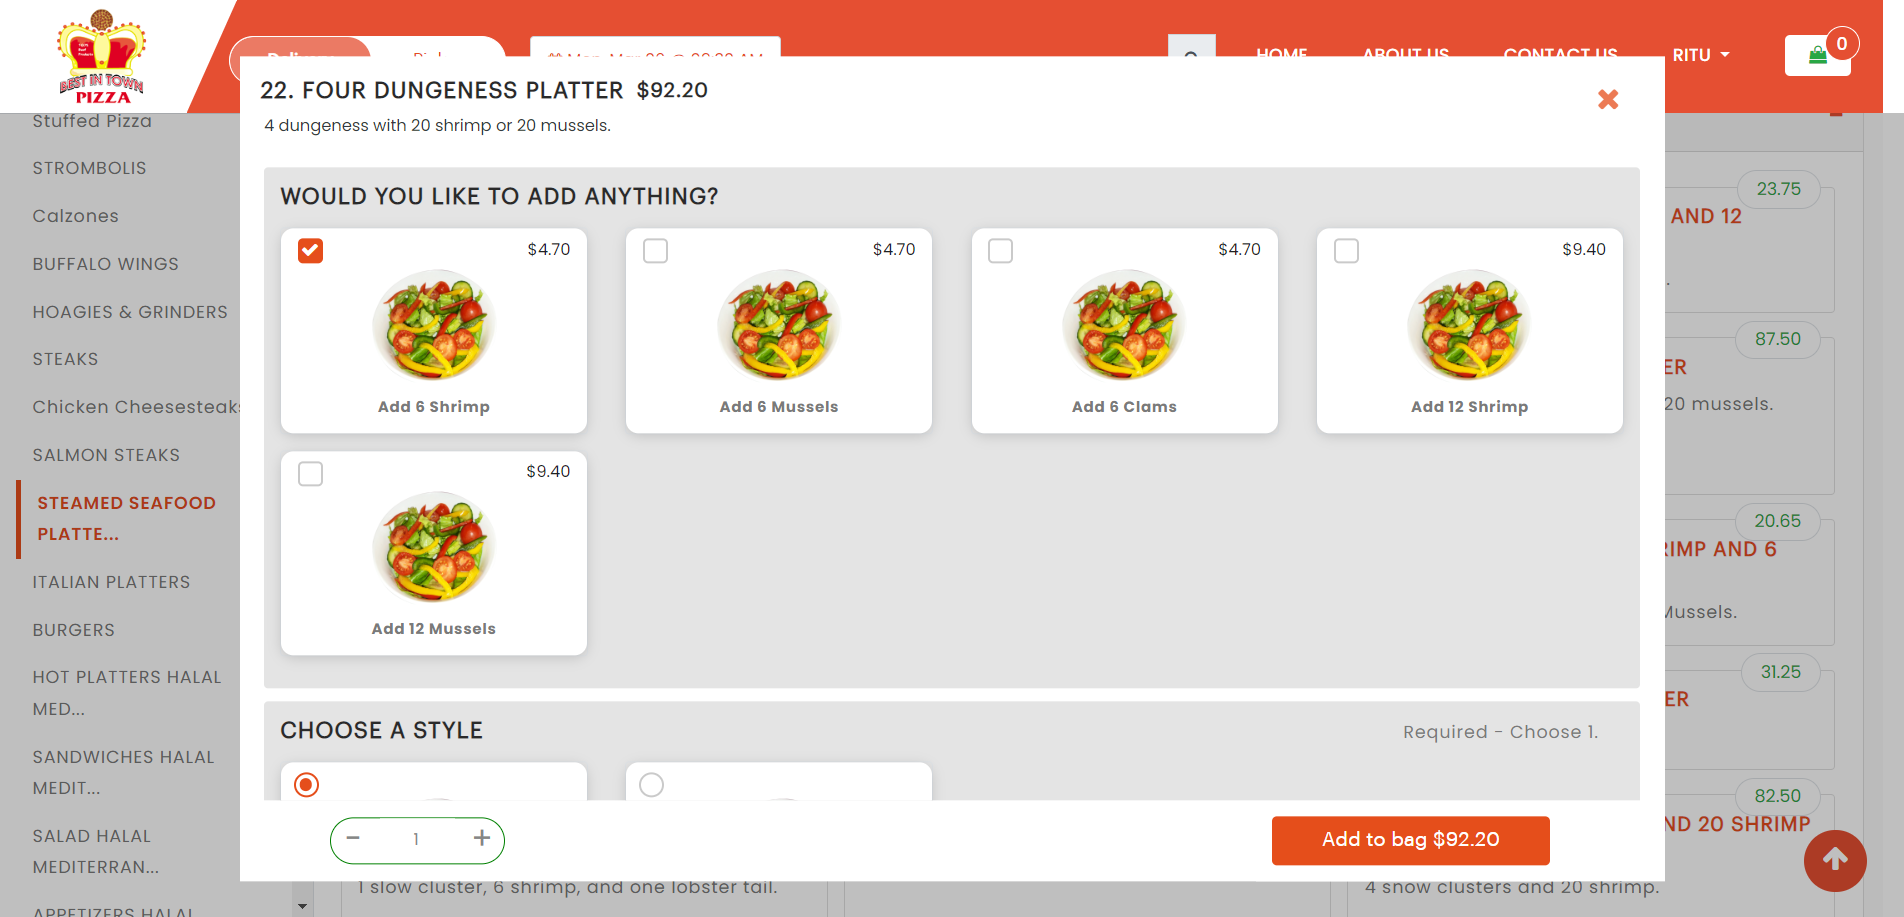 BEST IN TOWN
PIZZA
HOME
ABOUT US
CONTACT US
RITU
0
22. FOUR DUNGENESS PLATTER $92.20
4 dungeness with 20 shrimp or 20 mussels.
Stuffed Pizza
STROMBOLIS
Calzones
BUFFALO WINGS
HOAGIES & GRINDERS
STEAKS
Chicken Cheesesteaks
SALMON STEAKS
STEAMED SEAFOOD
PLATTE...
ITALIAN PLATTERS
BURGERS
HOT PLATTERS HALAL
MED...
SANDWICHES HALAL
MEDIT...
SALAD HALAL
MEDITERRAN...
APPETIZERS HALAL
WOULD YOU LIKE TO ADD ANYTHING?
$4.70
Add 6 Shrimp
$4.70
Add 6 Mussels
$4.70
Add 6 Clams
$9.40
Add 12 Shrimp
$9.40
Add 12 Mussels
CHOOSE A STYLE
Required - Choose 1.
1
Add to bag $92.20
23.75
AND 12
87.50
ER
20 mussels.
20.65
RIMP AND 6
Mussels.
31.25
ER
82.50
ND 20 SHRIMP
1 slow cluster, 6 shrimp, and one lobster tail.
4 snow clusters and 20 shrimp.